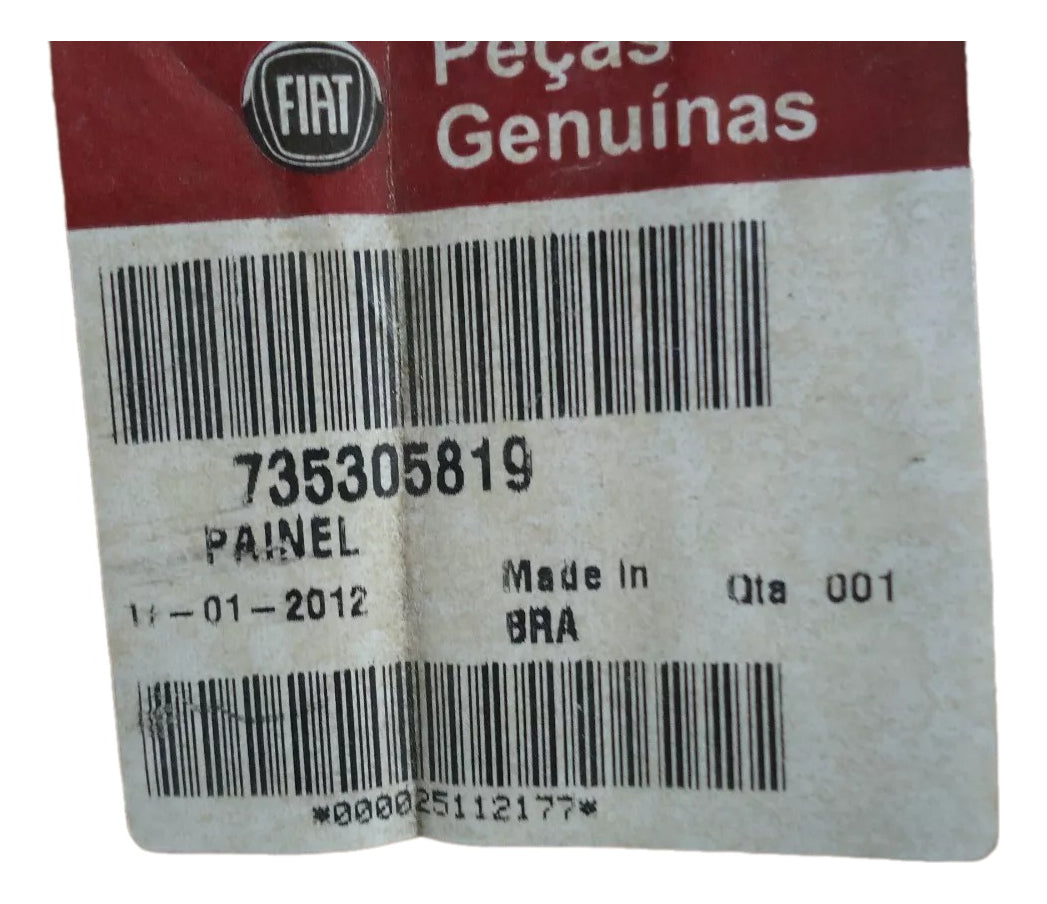 FIAT
Peças
Genuínas
735305819
PAINEL
-01-2012
Made In
BRA
Qta 001
*000025112177*